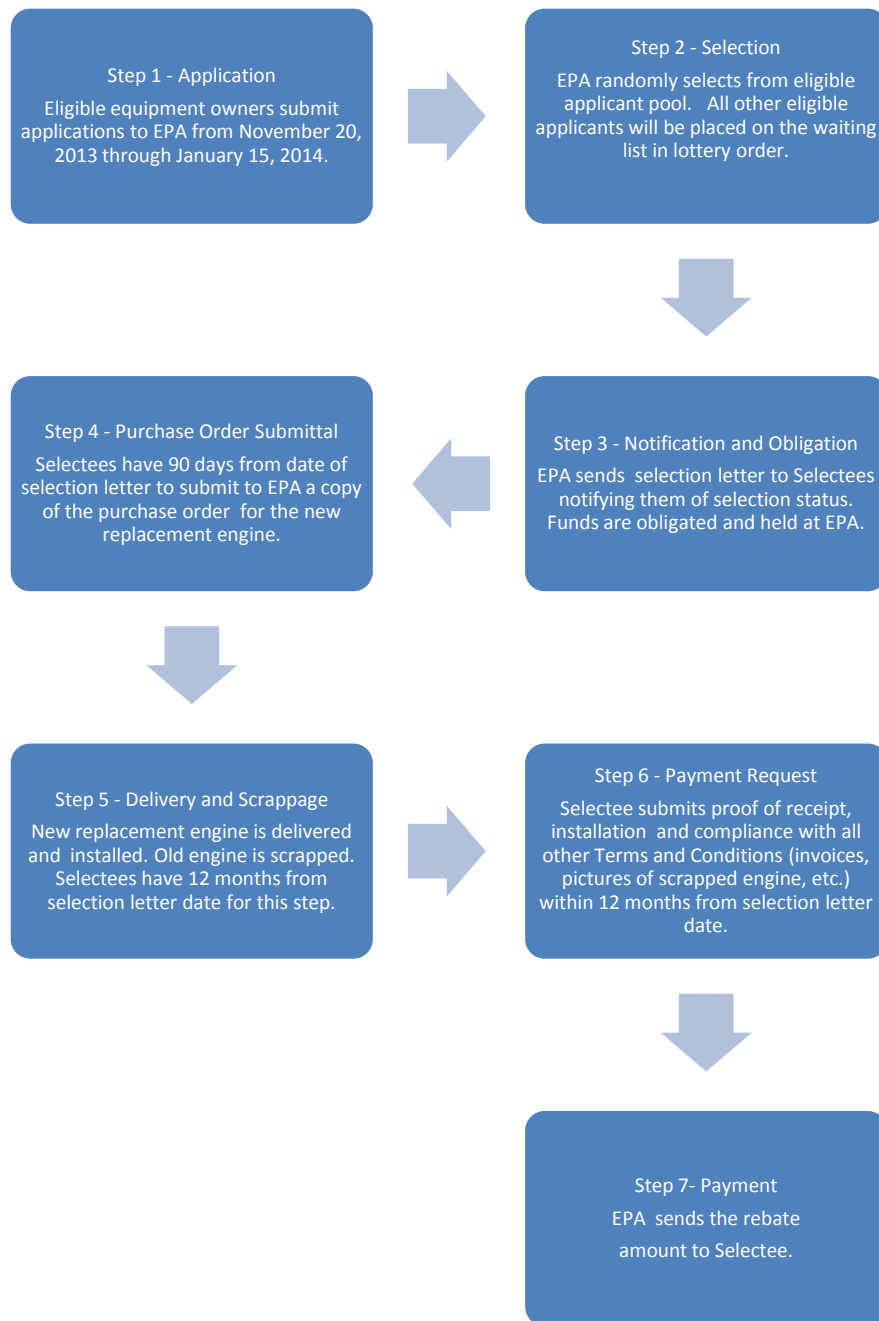 Step 1 - Application
Eligible equipment owners submit
applications to EPA from November 20,
2013 through January 15, 2014.
Step 2 - Selection
EPA randomly selects from eligible
applicant pool. All other eligible
applicants will be placed on the waiting
list in lottery order.
Step 3 - Notification and Obligation
EPA sends selection letter to Selectees
notifying them of selection status.
Funds are obligated and held at EPA.
Step 4 - Purchase Order Submittal
Selectees have 90 days from date of
selection letter to submit to EPA a copy
of the purchase order for the new
replacement engine.
Step 5 - Delivery and Scrappage
New replacement engine is delivered
and installed. Old engine is scrapped.
Selectees have 12 months from
selection letter date for this step.
Step 6 - Payment Request
Selectee submits proof of receipt,
installation and compliance with all
other Terms and Conditions (invoices,
pictures of scrapped engine, etc.)
within 12 months from selection letter
date.
Step 7- Payment
EPA sends the rebate
amount to Selectee.